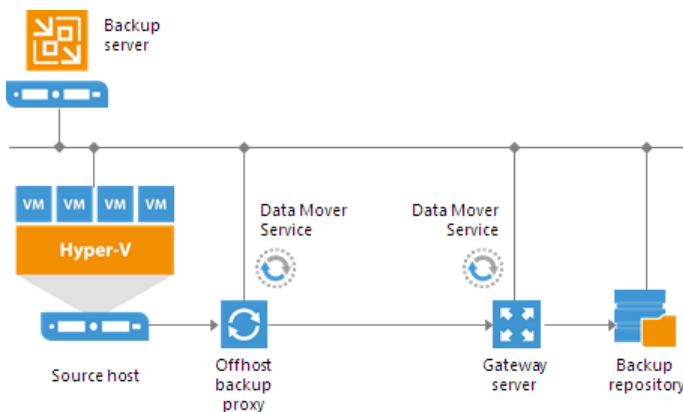 Backup
server
VM VM VM VM
Hyper-V
Data Mover
Service
Data Mover
Service
Source host
Offhost
backup
proxy
Gateway
server
Backup
repository